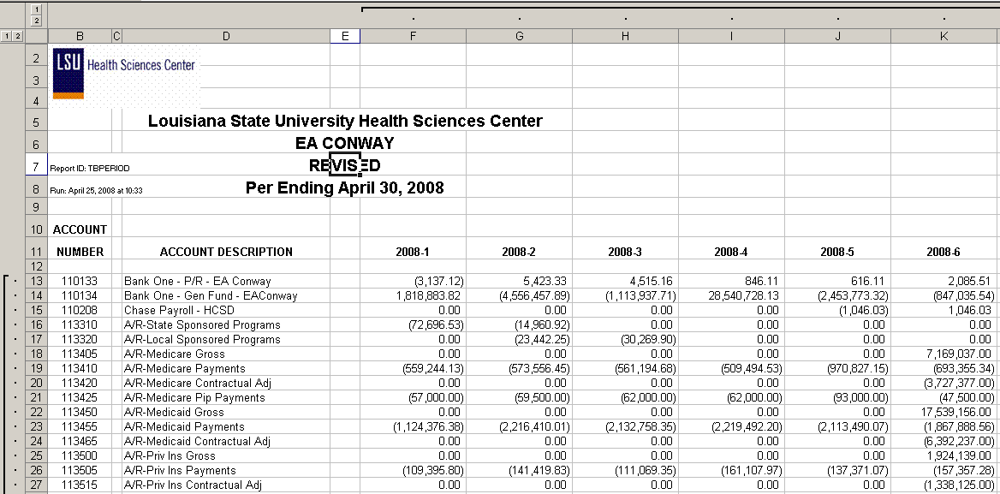 1
2
1 2 B C D E F G H I J K
2 LSU Health Sciences Center
3
4
5 Louisiana State University Health Sciences Center
6 EA CONWAY
7 Report ID: TBPERIOD REVISED
8 Run: April 25, 2008 at 10:33 Per Ending April 30, 2008
9
10 ACCOUNT
11 NUMBER ACCOUNT DESCRIPTION 2008-1 2008-2 2008-3 2008-4 2008-5 2008-6
12
13 110133 Bank One - P/R - EA Conway (3,137.12) 5,423.33 4,515.16 846.11 616.11 2,085.51
14 110134 Bank One - Gen Fund - EAConway 1,818,883.82 (4,556,457.89) (1,113,937.71) 28,540,728.13 (2,453,773.32) (847,035.54)
15 110208 Chase Payroll - HCSD 0.00 0.00 0.00 0.00 (1,046.03) 1,046.03
16 113310 A/R-State Sponsored Programs (72,696.53) (14,960.92) 0.00 0.00 0.00 0.00
17 113320 A/R-Local Sponsored Programs 0.00 (23,442.25) (30,269.90) 0.00 0.00 0.00
18 113405 A/R-Medicare Gross 0.00 0.00 0.00 0.00 0.00 7,169,037.00
19 113410 A/R-Medicare Payments (559,244.13) (573,556.45) (561,194.68) (509,494.53) (970,827.15) (693,355.34)
20 113420 A/R-Medicare Contractual Adj 0.00 0.00 0.00 0.00 0.00 (3,727,377.00)
21 113425 A/R-Medicare Pip Payments (57,000.00) (59,500.00) (62,000.00) (62,000.00) (93,000.00) (47,500.00)
22 113450 A/R-Medicaid Gross 0.00 0.00 0.00 0.00 0.00 17,539,156.00
23 113455 A/R-Medicaid Payments (1,124,376.38) (2,216,410.01) (2,132,758.35) (2,219,492.20) (2,113,490.07) (1,867,888.56)
24 113465 A/R-Medicaid Contractual Adj 0.00 0.00 0.00 0.00 0.00 (6,392,237.00)
25 113500 A/R-Priv Ins Gross 0.00 0.00 0.00 0.00 0.00 1,924,139.00
26 113505 A/R-Priv Ins Payments (109,395.80) (141,419.83) (111,069.35) (161,107.97) (137,371.07) (157,357.28)
27 113515 A/R-Priv Ins Contractual Adj 0.00 0.00 0.00 0.00 0.00 (1,338,125.00)